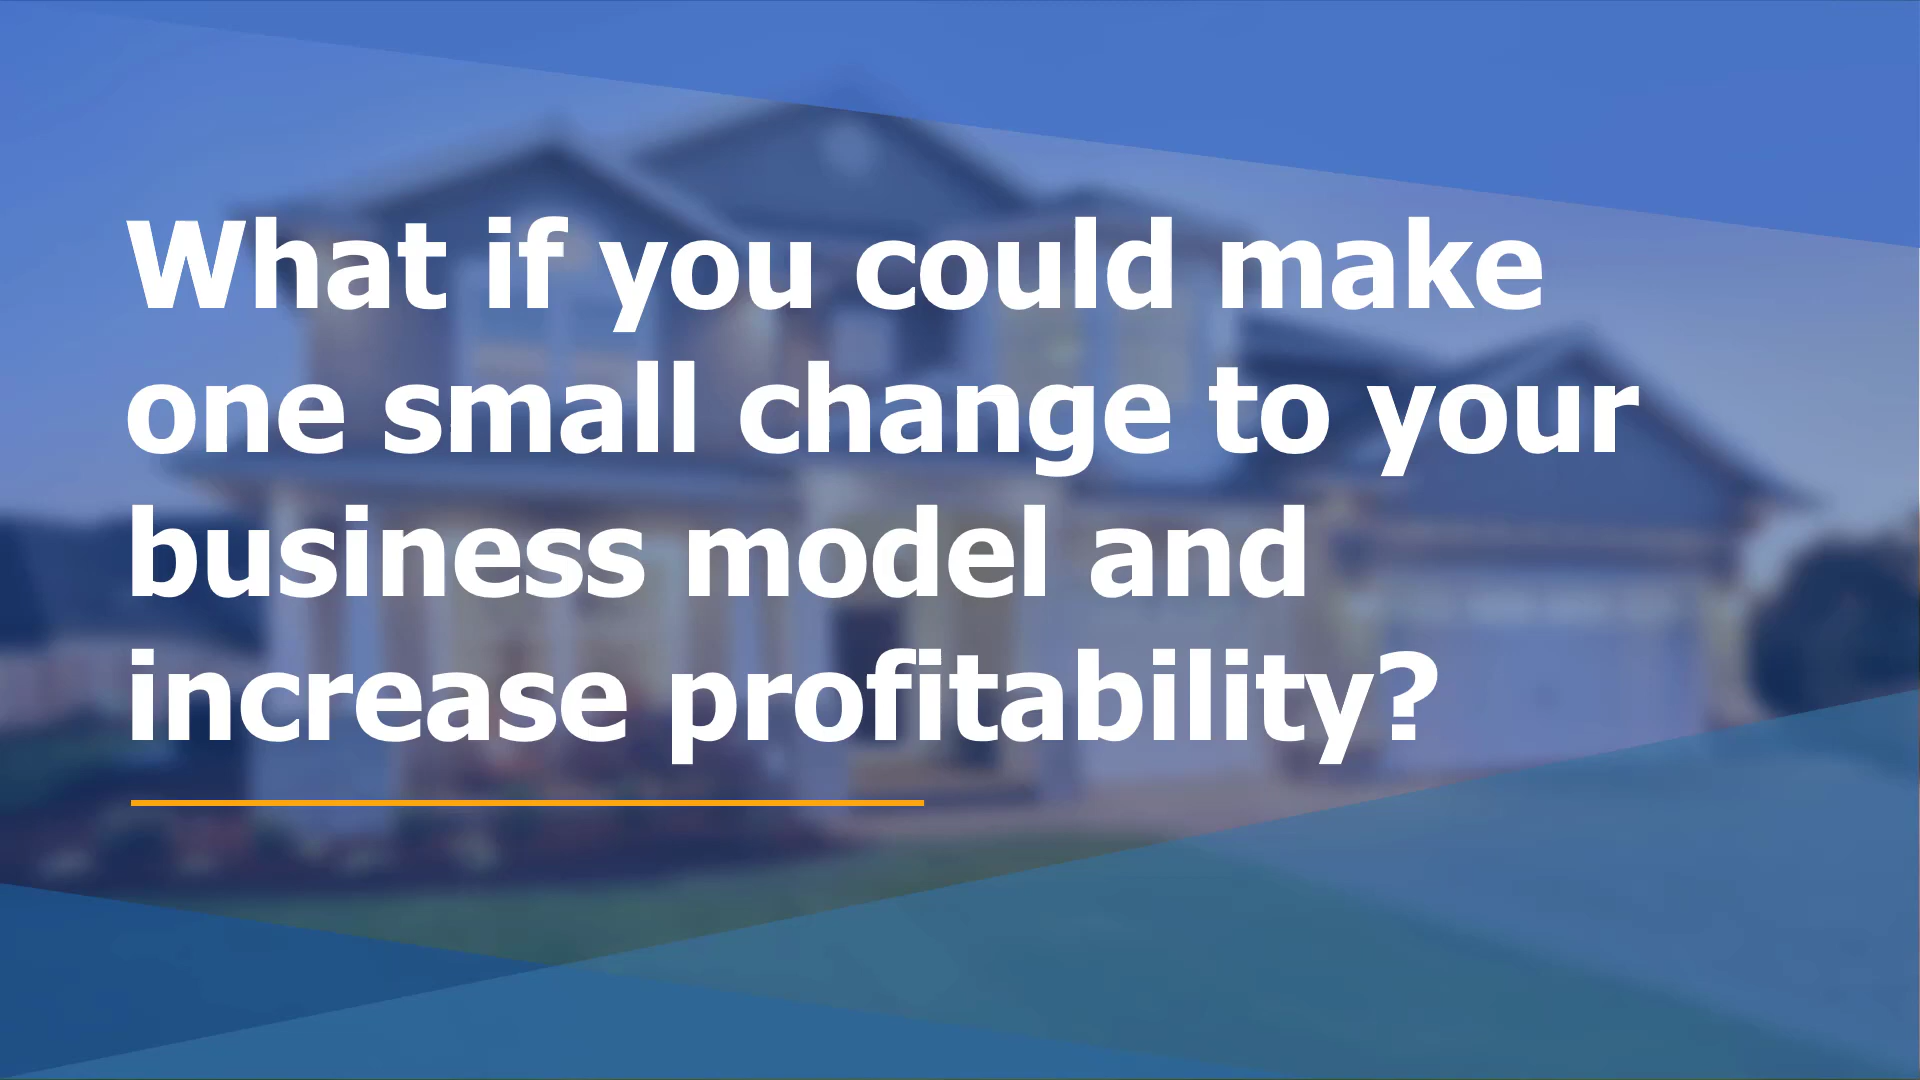 What if you could make
one small change to your
business model and
increase profitability?